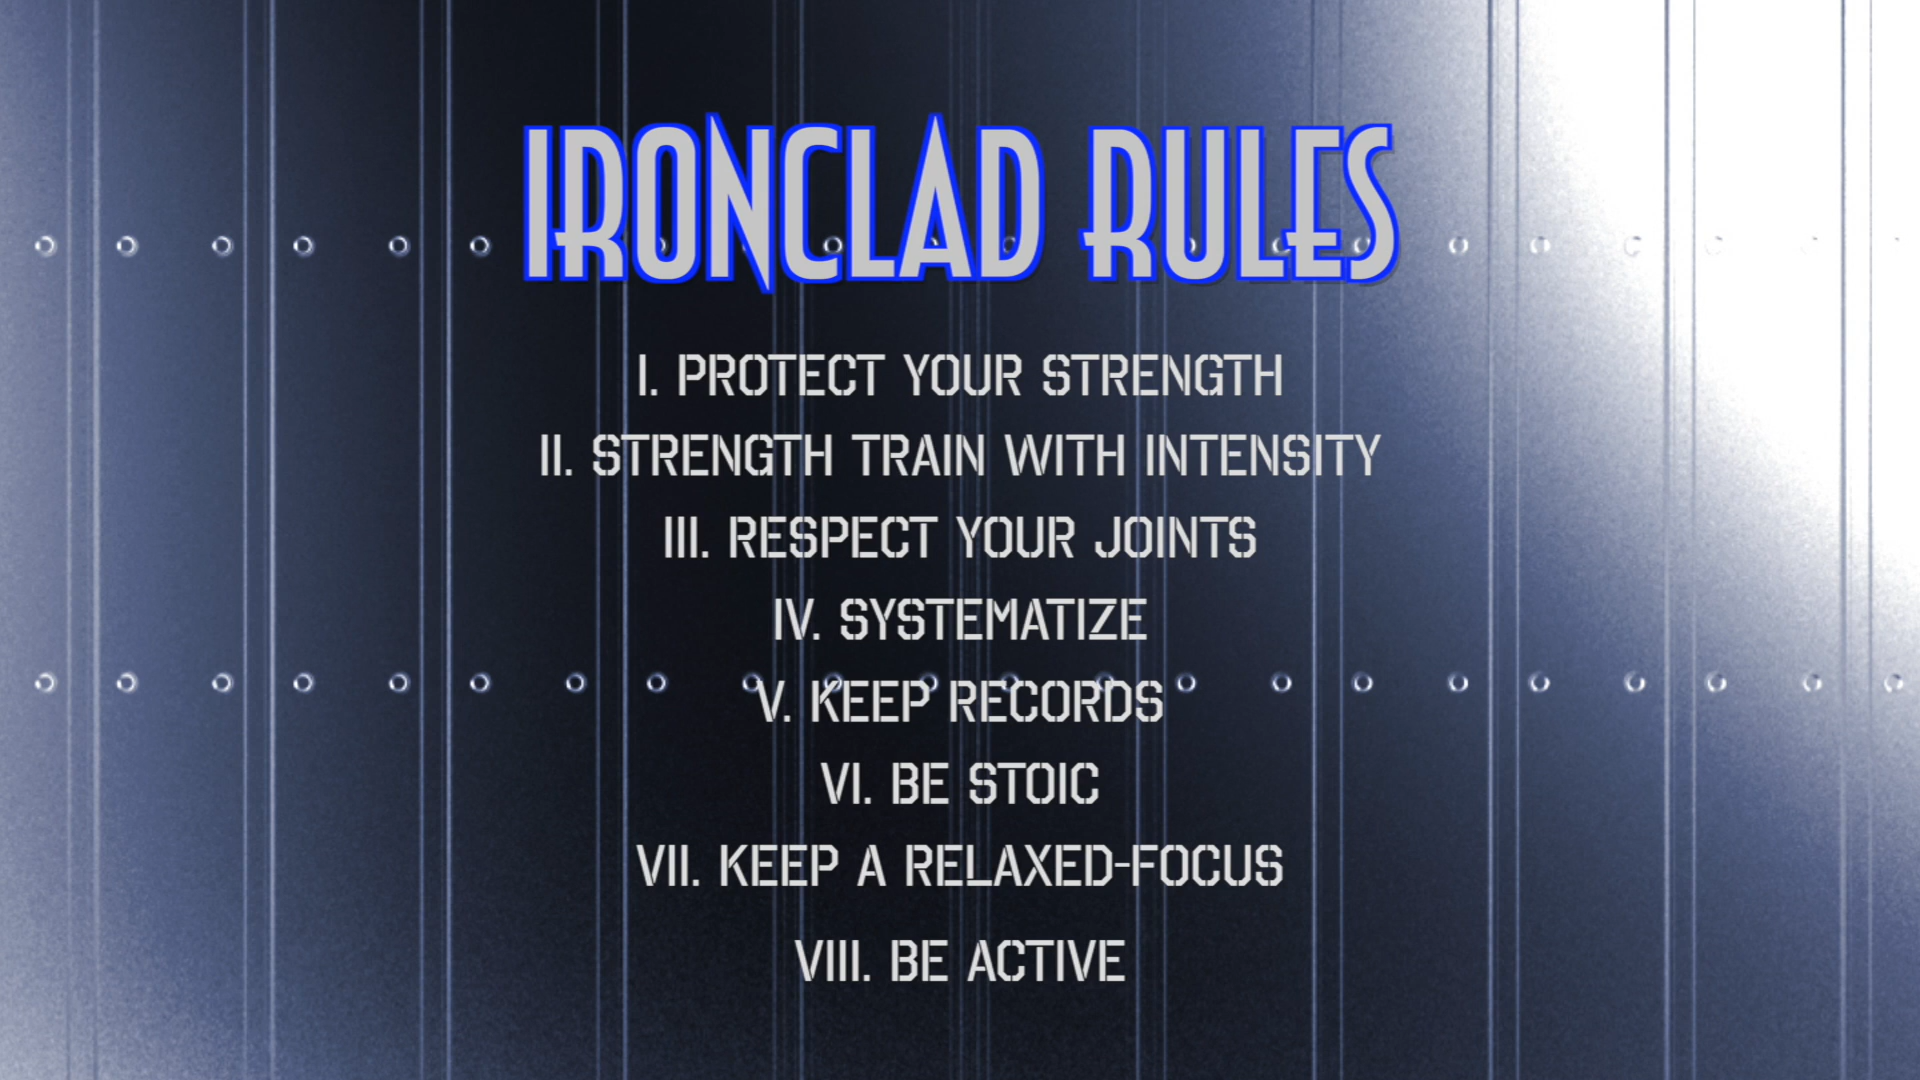 IRONCLAD RULES
I. PROTECT YOUR STRENGTH
II. STRENGTH TRAIN WITH INTENSITY
III. RESPECT YOUR JOINTS
IV. SYSTEMATIZE
V. KEEP RECORDS
VI. BE STOIC
VII. KEEP A RELAXED-FOCUS
VIII. BE ACTIVE